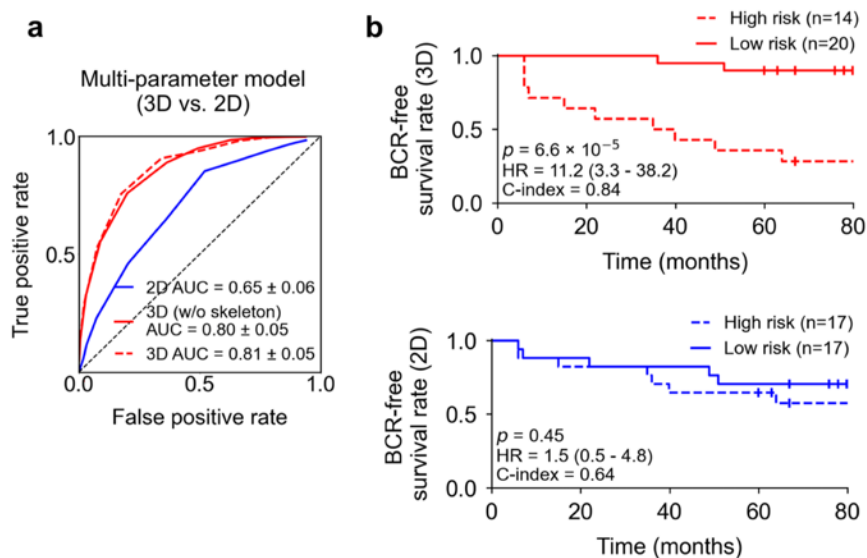 a
Multi-parameter model
(3D vs. 2D)
True positive rate
1.0
0.5
0.0
0.5
1.0
2D AUC = 0.65 ± 0.06
3D (w/o skeleton)
AUC = 0.80 ± 0.05
3D AUC = 0.81 ± 0.05
False positive rate
b
High risk (n=14)
Low risk (n=20)
BCR-free
survival rate (3D)
1.0
0.5
0.0
p = 6.6 × 10⁻⁵
HR = 11.2 (3.3 - 38.2)
C-index = 0.84
0
20
40
60
80
Time (months)
High risk (n=17)
Low risk (n=17)
BCR-free
survival rate (2D)
1.0
0.5
0.0
p = 0.45
HR = 1.5 (0.5 - 4.8)
C-index = 0.64
0
20
40
60
80
Time (months)